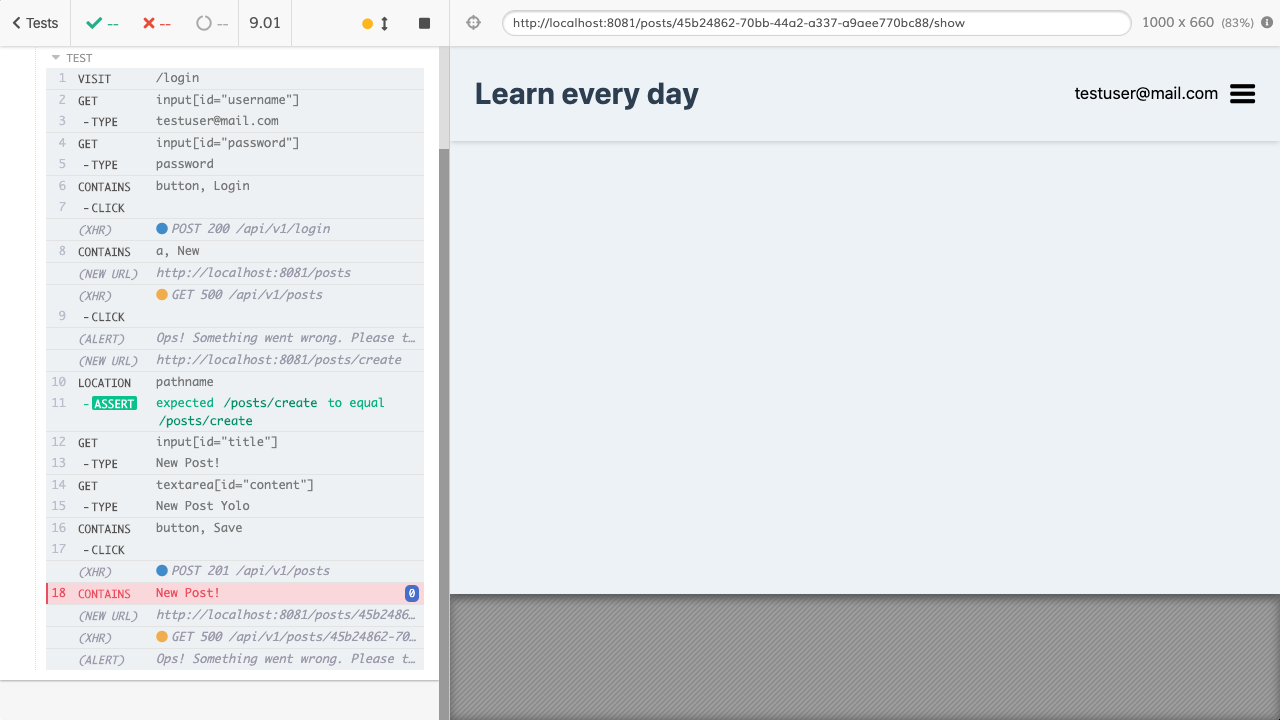 Tests -- -- -- 9.01
http://localhost:8081/posts/45b24862-70bb-44a2-a337-a9aee770bc88/show 1000 x 660 (83%)
TEST
1 VISIT /login
2 GET input[id="username"]
3 -TYPE testuser@mail.com
4 GET input[id="password"]
5 -TYPE password
6 CONTAINS button, Login
7 -CLICK
(XHR) POST 200 /api/v1/login
8 CONTAINS a, New
(NEW URL) http://localhost:8081/posts
(XHR) GET 500 /api/v1/posts
9 -CLICK
(ALERT) Ops! Something went wrong. Please t…
(NEW URL) http://localhost:8081/posts/create
10 LOCATION pathname
11 -ASSERT expected /posts/create to equal
/posts/create
12 GET input[id="title"]
13 -TYPE New Post!
14 GET textarea[id="content"]
15 -TYPE New Post Yolo
16 CONTAINS button, Save
17 -CLICK
(XHR) POST 201 /api/v1/posts
18 CONTAINS New Post! 0
(NEW URL) http://localhost:8081/posts/45b2486…
(XHR) GET 500 /api/v1/posts/45b24862-70…
(ALERT) Ops! Something went wrong. Please t…
Learn every day
testuser@mail.com